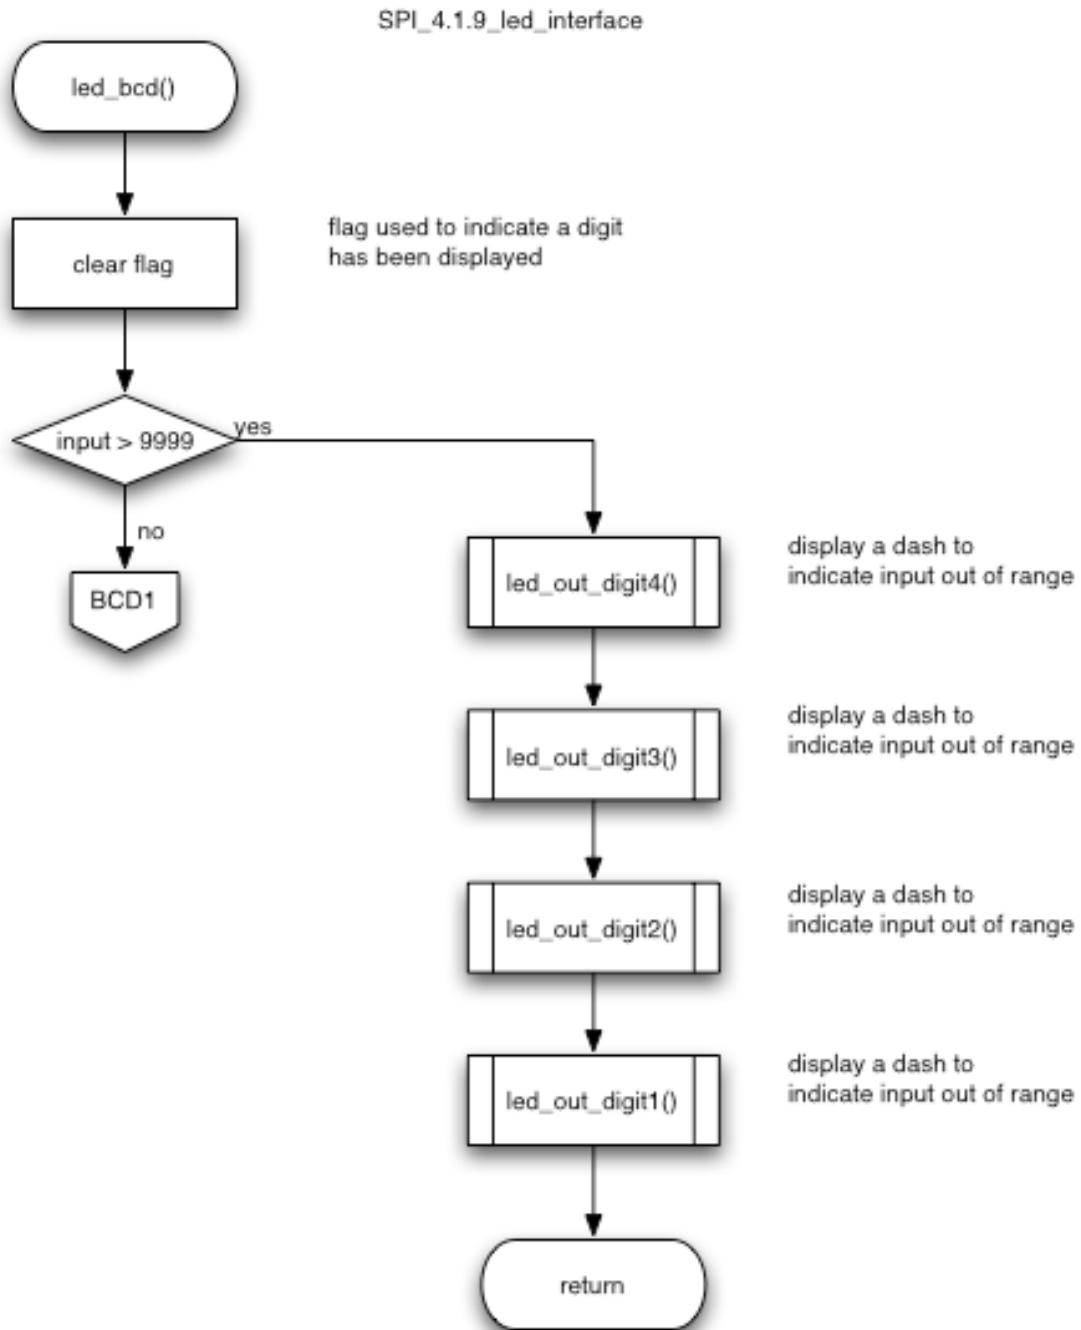 SPI_4.1.9_led_interface
led_bcd()
clear flag
flag used to indicate a digit
has been displayed
input > 9999
yes
no
BCD1
led_out_digit4()
display a dash to
indicate input out of range
led_out_digit3()
display a dash to
indicate input out of range
led_out_digit2()
display a dash to
indicate input out of range
led_out_digit1()
display a dash to
indicate input out of range
return